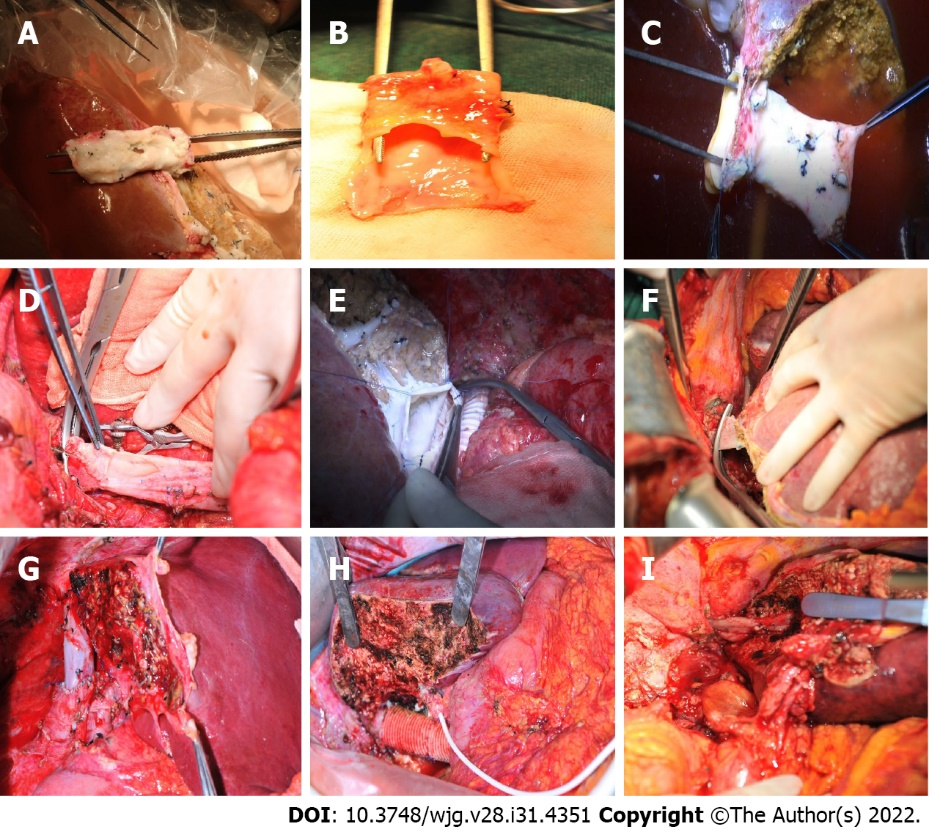 A
B
C
D
E
F
G
H
I
DOI: 10.3748/wjg.v28.i31.4351 Copyright ©The Author(s) 2022.